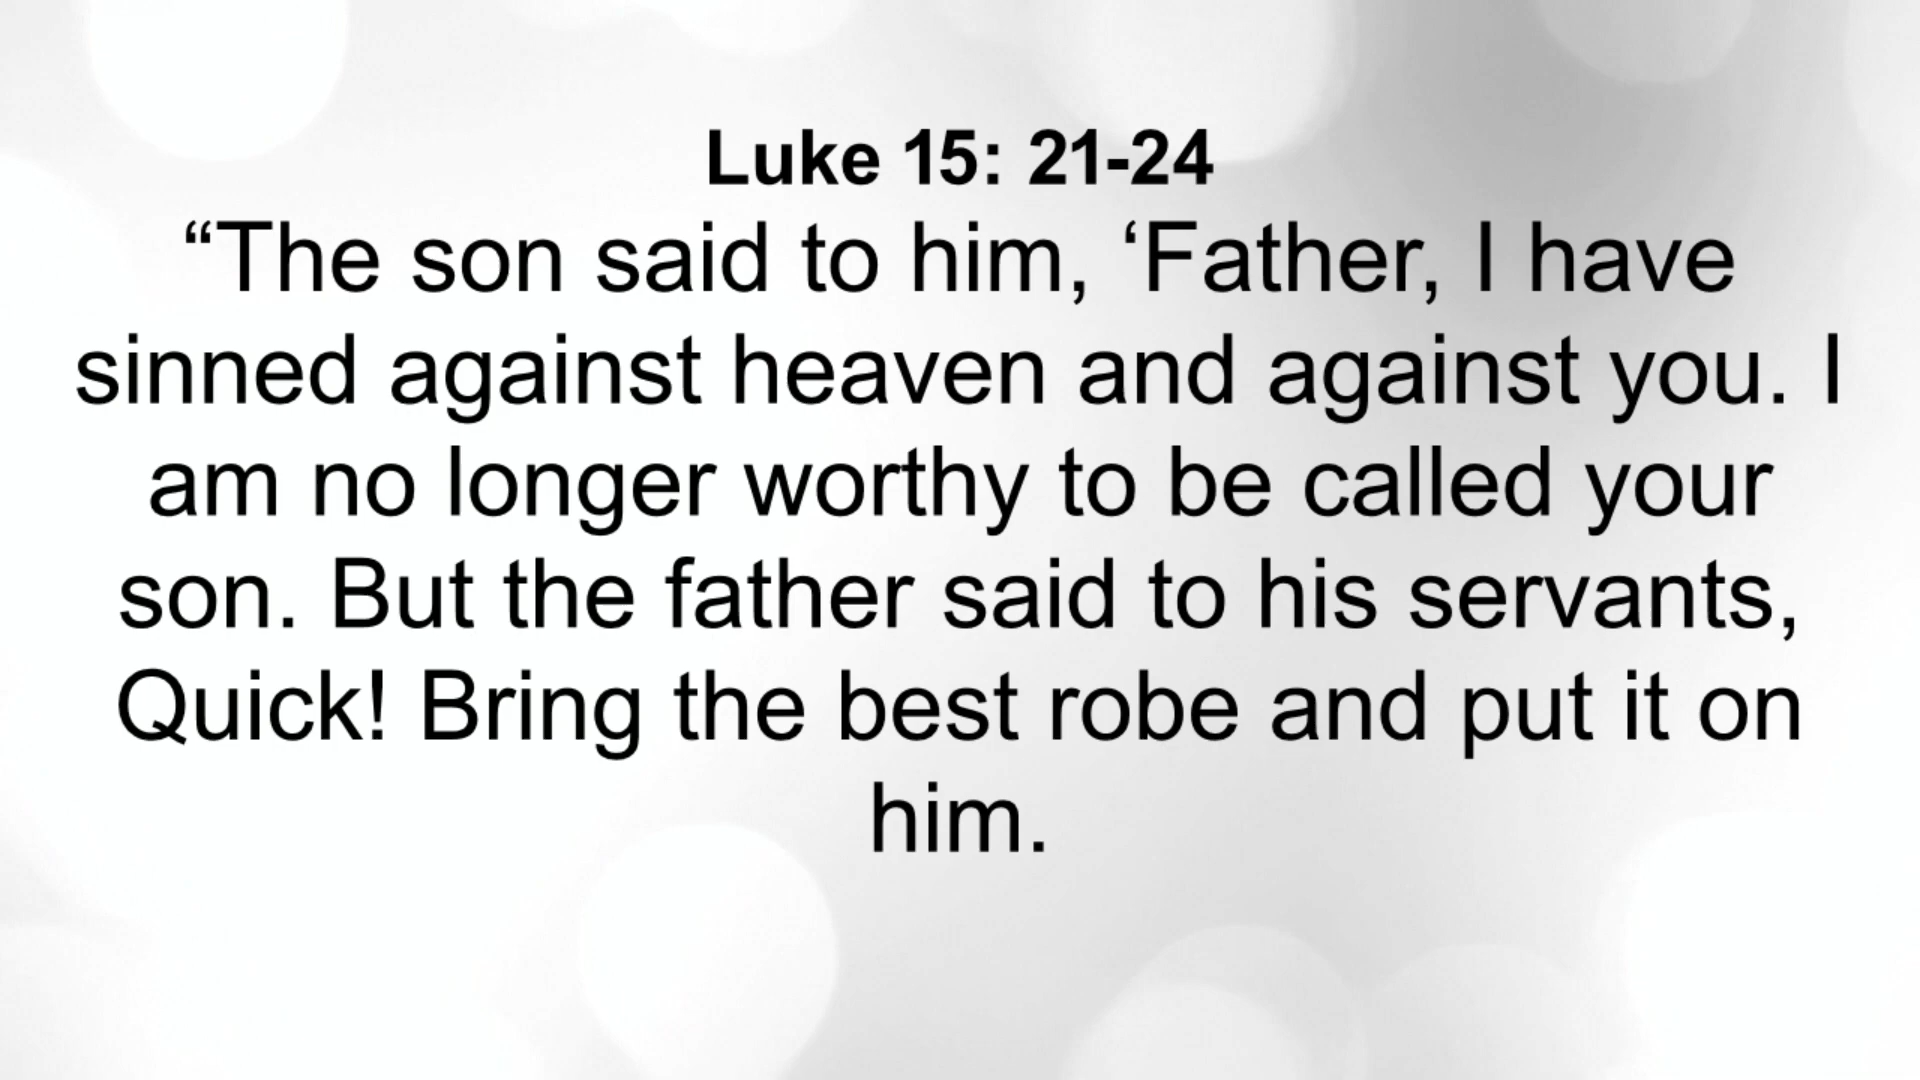 Luke 15: 21-24
“The son said to him, ‘Father, I have
sinned against heaven and against you. I
am no longer worthy to be called your
son. But the father said to his servants,
Quick! Bring the best robe and put it on
him.